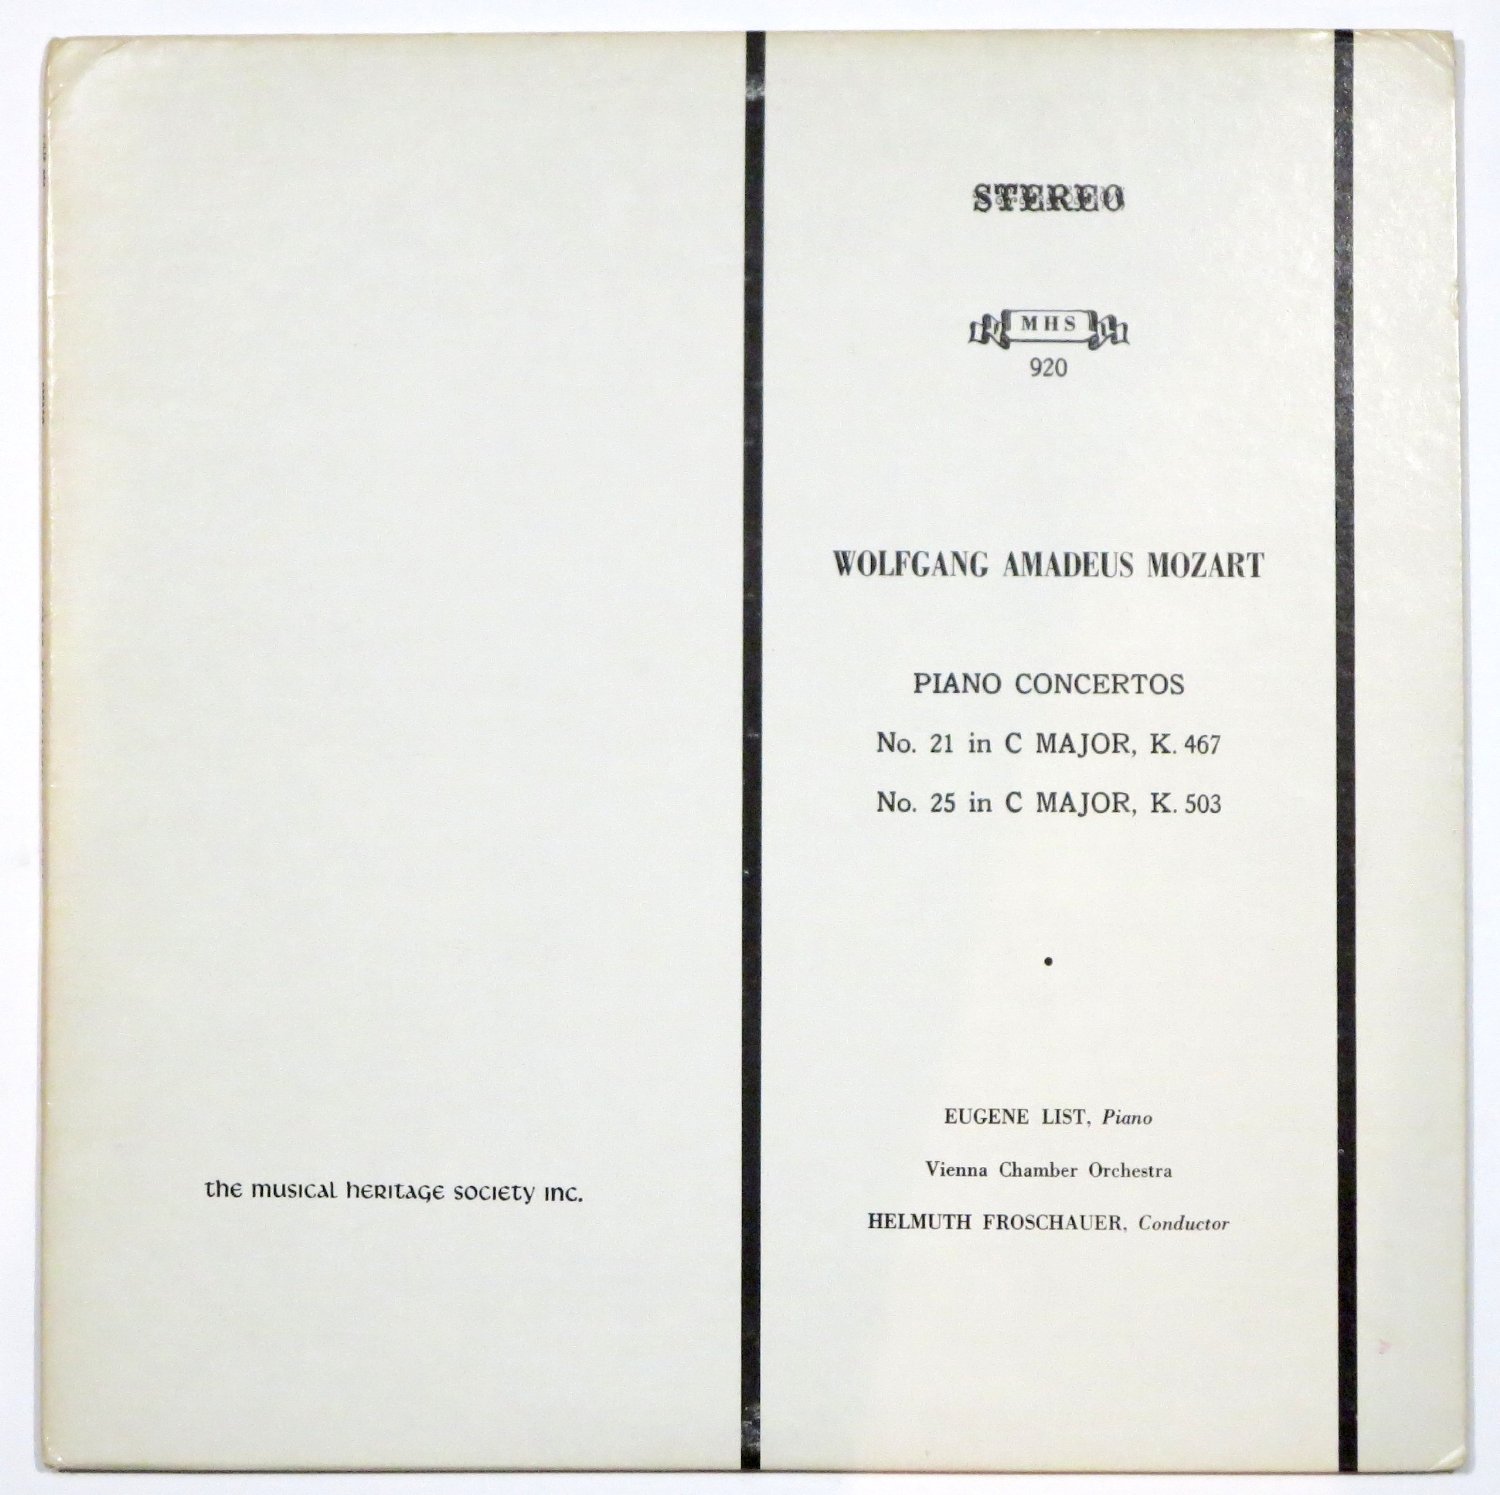 STEREO
MHS
920
WOLFGANG AMADEUS MOZART
PIANO CONCERTOS
No. 21 in C MAJOR, K. 467
No. 25 in C MAJOR, K. 503
EUGENE LIST, Piano
Vienna Chamber Orchestra
HELMUTH FROSCHAUER, Conductor
the musical heritage society inc.